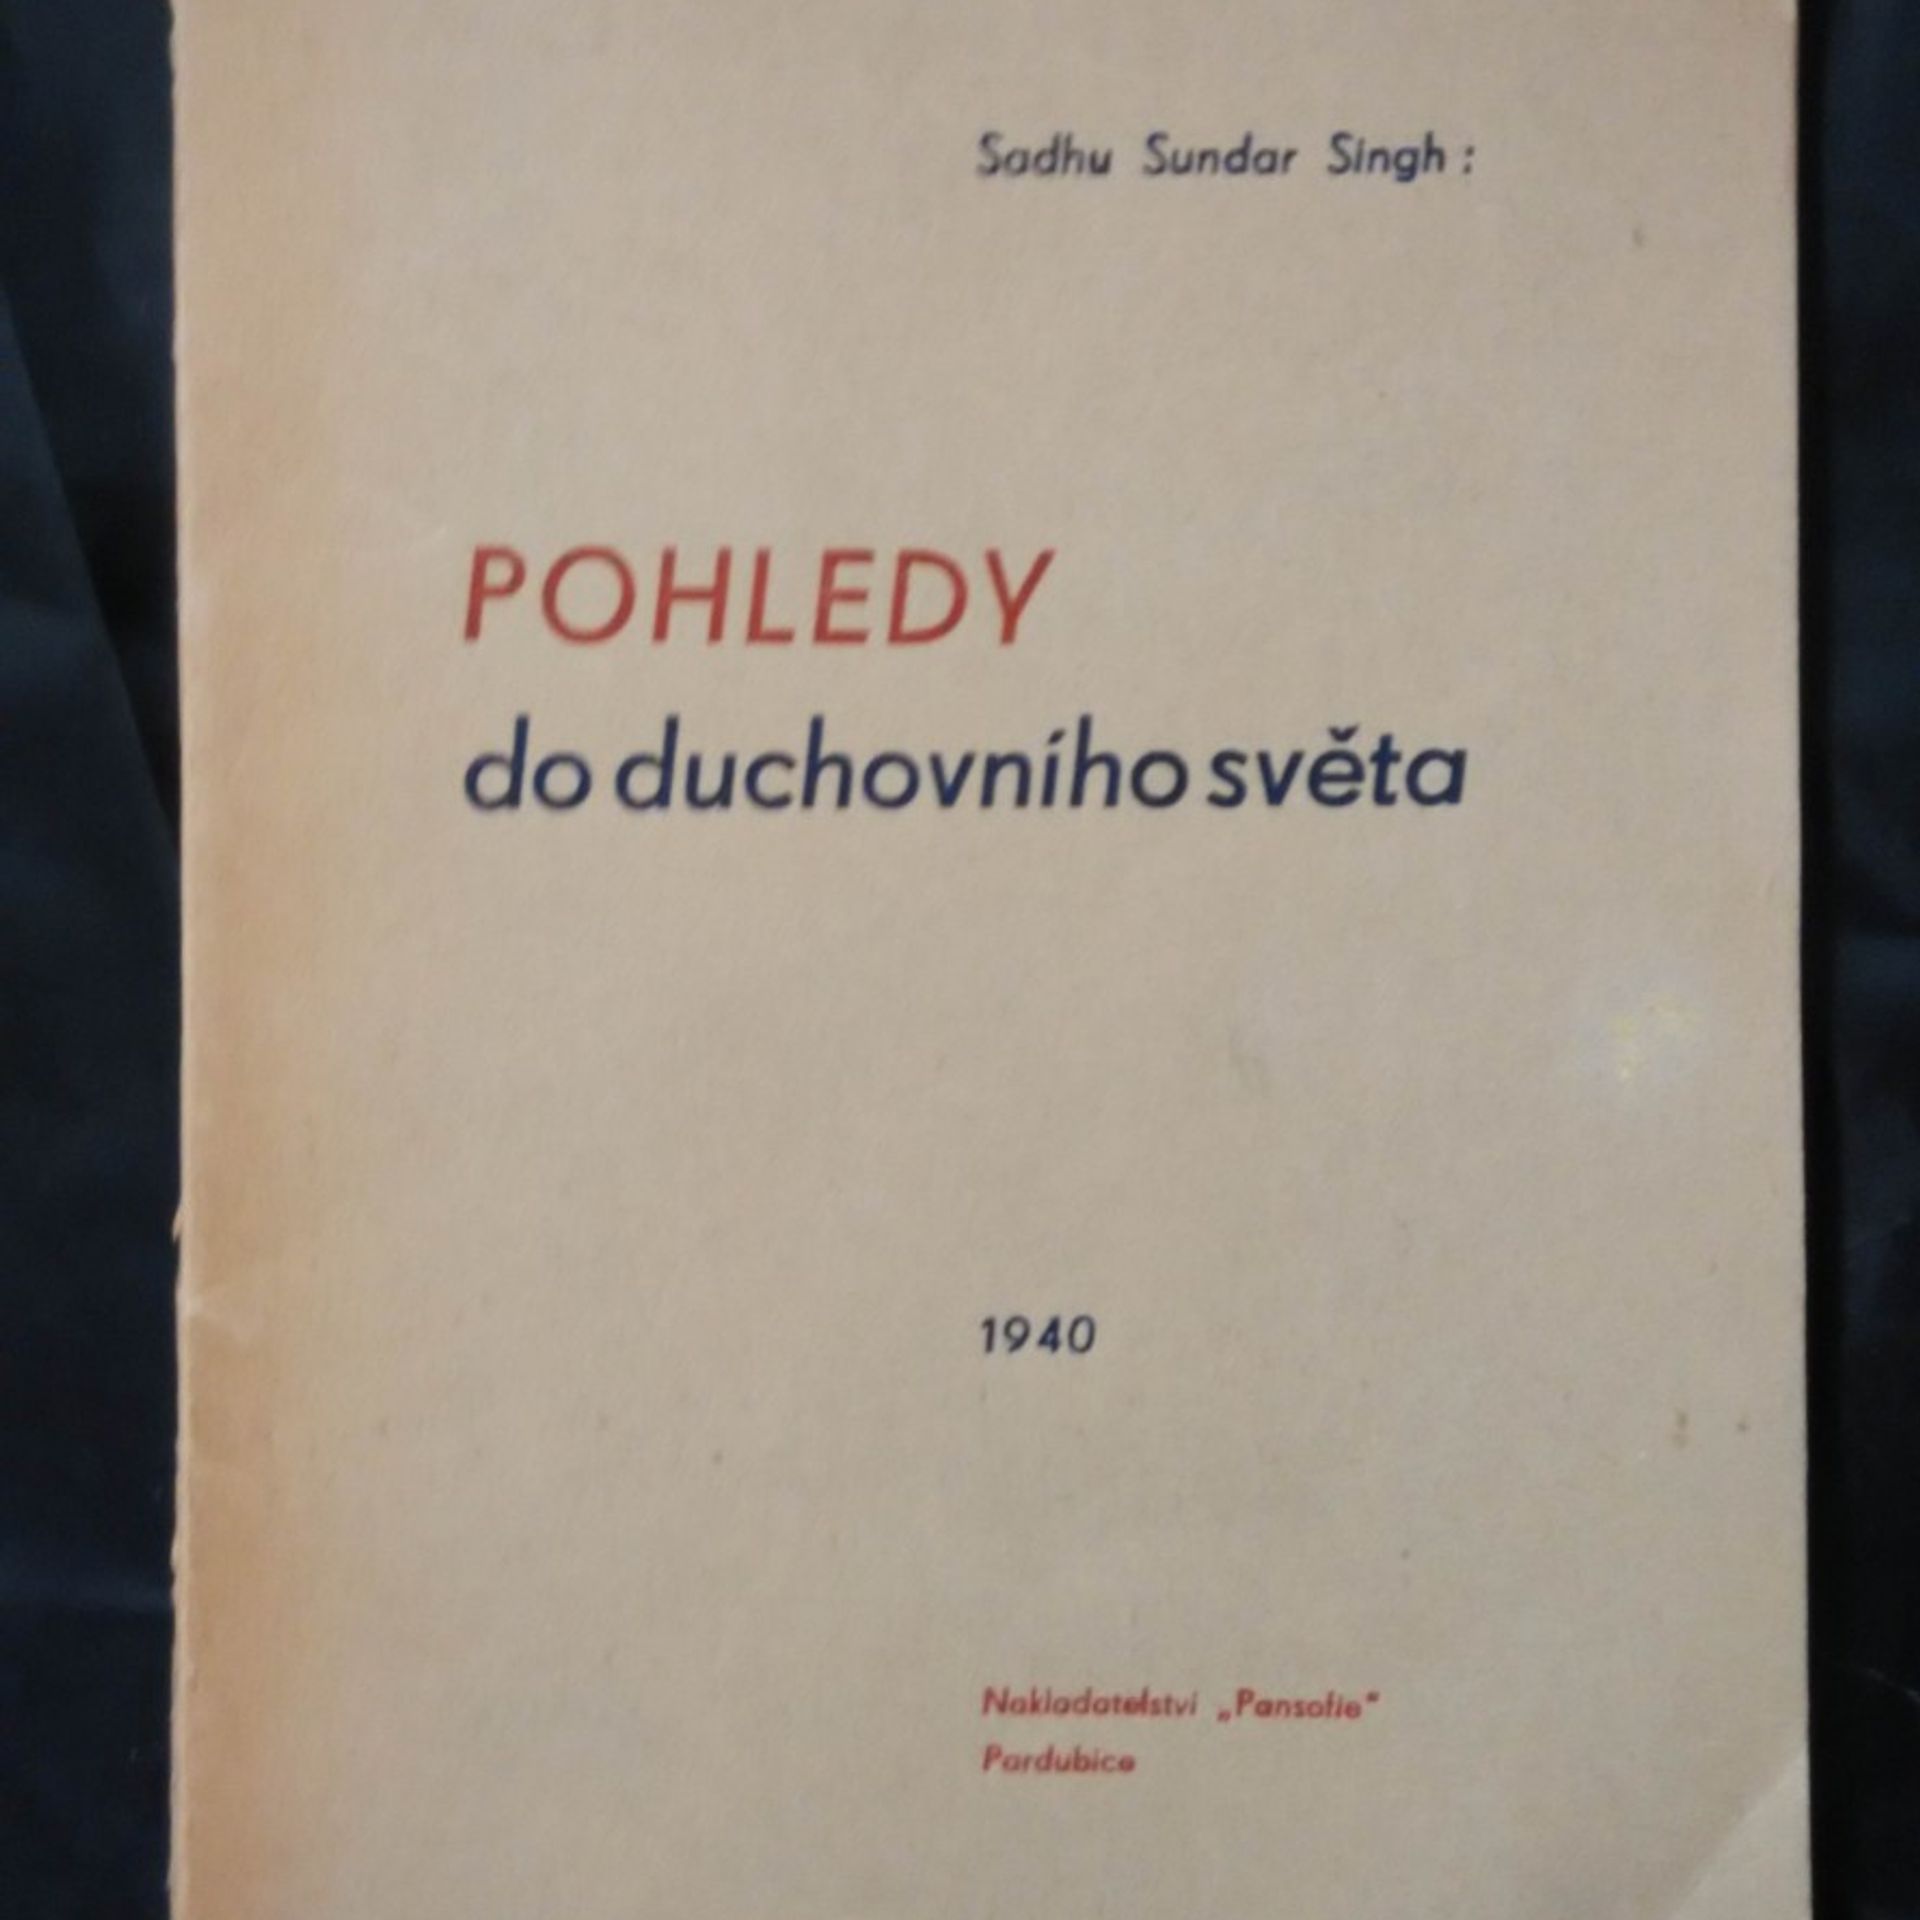 Sadhu Sundar Singh :
POHLEDY
do duchovního světa
1940
Nakladatelství „Pansofie“
Pardubice